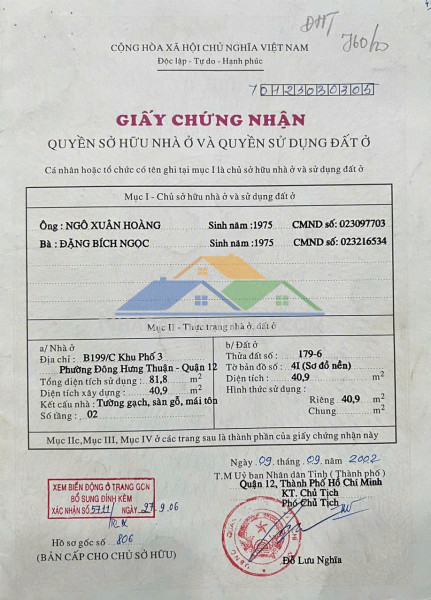 ĐHT
760/20
CỘNG HÒA XÃ HỘI CHỦ NGHĨA VIỆT NAM
Độc lập - Tự do - Hạnh phúc
7012303035
GIẤY CHỨNG NHẬN
QUYỀN SỞ HỮU NHÀ Ở VÀ QUYỀN SỬ DỤNG ĐẤT Ở
Cá nhân hoặc tổ chức có tên ghi tại mục I là chủ sở hữu nhà ở và sử dụng đất ở
Mục I - Chủ sở hữu nhà ở và sử dụng đất ở
Ông : NGÔ XUÂN HOÀNG Sinh năm :1975 CMND số: 023097703
Bà : ĐẶNG BÍCH NGỌC Sinh năm :1975 CMND số: 023216534
Mục II - Thực trạng nhà ở, đất ở
a/ Nhà ở
Địa chỉ : B199/C Khu Phố 3
Phường Đông Hưng Thuận - Quận 12
Tổng diện tích sử dụng : 81,8 m2
Diện tích xây dựng : 40,9 m2
Kết cấu nhà : Tường gạch, sàn gỗ, mái tôn
Số tầng : 02
b/ Đất ở
Thửa đất số : 179-6
Tờ bản đồ số : 4I (Sơ đồ nền)
Diện tích : 40,9 m2
Hình thức sử dụng :
Riêng 40,9 m2
Chung m2
Mục IIc,Mục III, Mục IV ở các trang sau là thành phần của giấy chứng nhận này
Ngày .09. tháng .09. năm 2002
T.M Uỷ ban Nhân dân Tỉnh ( Thành phố )
Quận 12, Thành Phố Hồ Chí Minh
KT. Chủ Tịch
Phó Chủ Tịch
XEM BIẾN ĐỘNG Ở TRANG GCN
BỔ SUNG ĐÍNH KÈM
XÁC NHẬN SỐ 5711 NGÀY 27.9.06
Hồ sơ gốc số . 806
(BẢN CẤP CHO CHỦ SỞ HỮU)
Đỗ Lưu Nghĩa